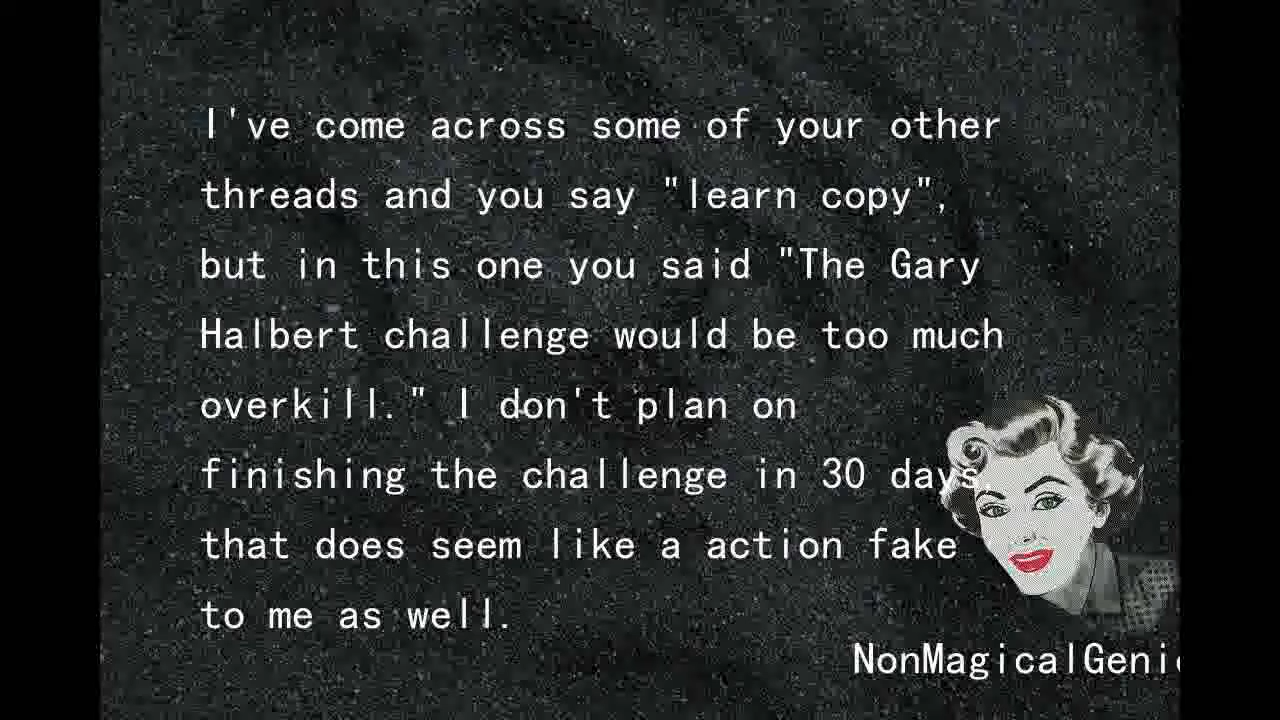 I've come across some of your other
threads and you say "learn copy",
but in this one you said "The Gary
Halbert challenge would be too much
overkill." I don't plan on
finishing the challenge in 30 days.
that does seem like a action fake
to me as well.
NonMagicalGenie